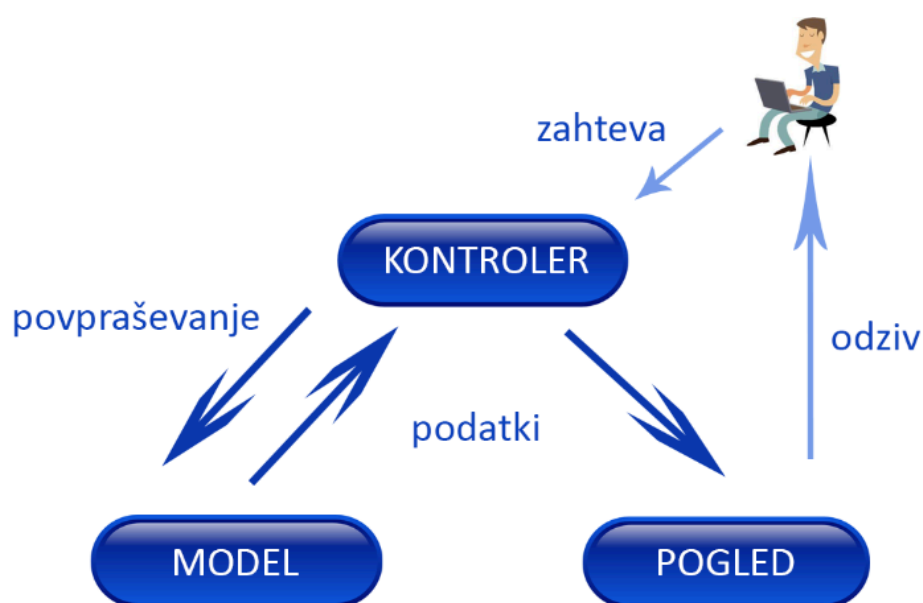 zahteva
KONTROLER
povpraševanje
odziv
podatki
MODEL
POGLED